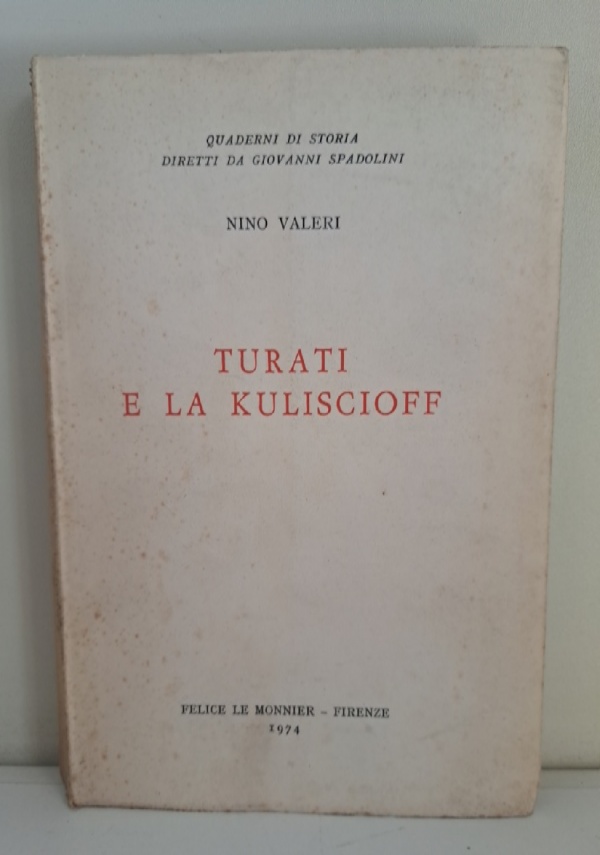 QUADERNI DI STORIA
DIRETTI DA GIOVANNI SPADOLINI
NINO VALERI
TURATI
E LA KULISCIOFF
FELICE LE MONNIER – FIRENZE
1974